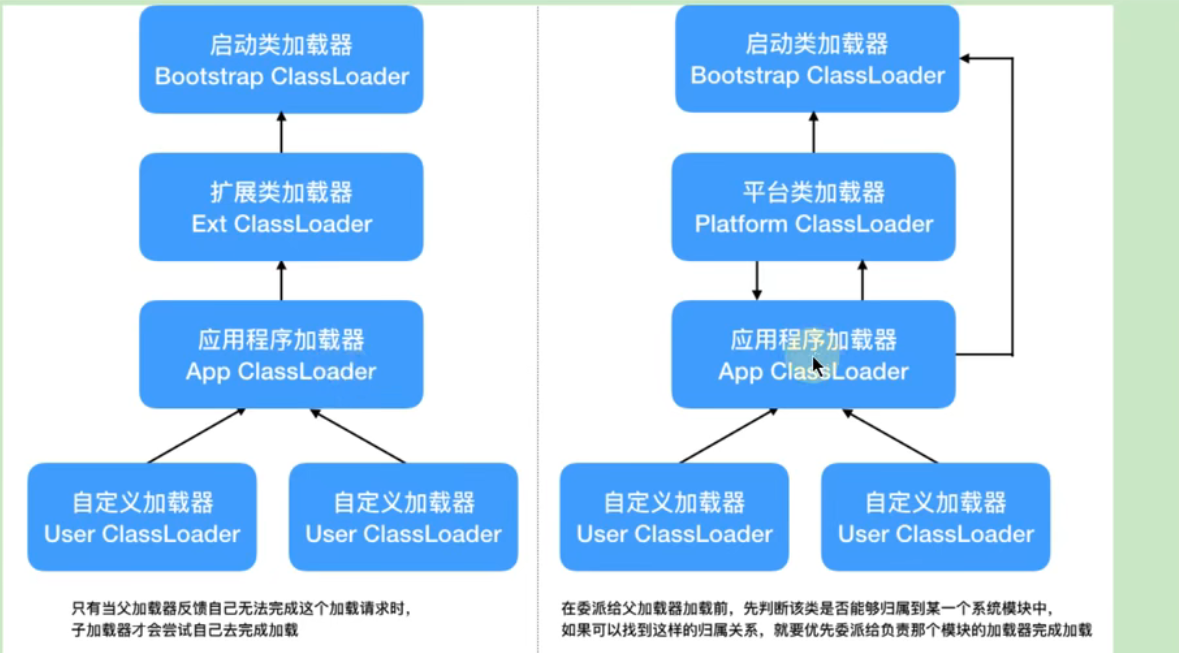 启动类加载器
Bootstrap ClassLoader
扩展类加载器
Ext ClassLoader
应用程序加载器
App ClassLoader
自定义加载器
User ClassLoader
自定义加载器
User ClassLoader
只有当父加载器反馈自己无法完成这个加载请求时，
子加载器才会尝试自己去完成加载
启动类加载器
Bootstrap ClassLoader
平台类加载器
Platform ClassLoader
应用程序加载器
App ClassLoader
自定义加载器
User ClassLoader
自定义加载器
User ClassLoader
在委派给父加载器加载前，先判断该类是否能够归属到某一个系统模块中，
如果可以找到这样的归属关系，就要优先委派给负责那个模块的加载器完成加载